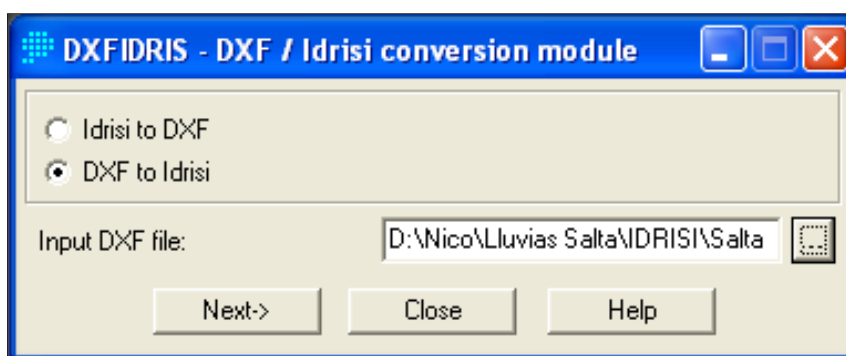 DXFIDRIS - DXF / Idrisi conversion module
Idrisi to DXF
DXF to Idrisi
Input DXF file: D:\Nico\Lluvias Salta\IDRISI\Salta ...
Next-> Close Help